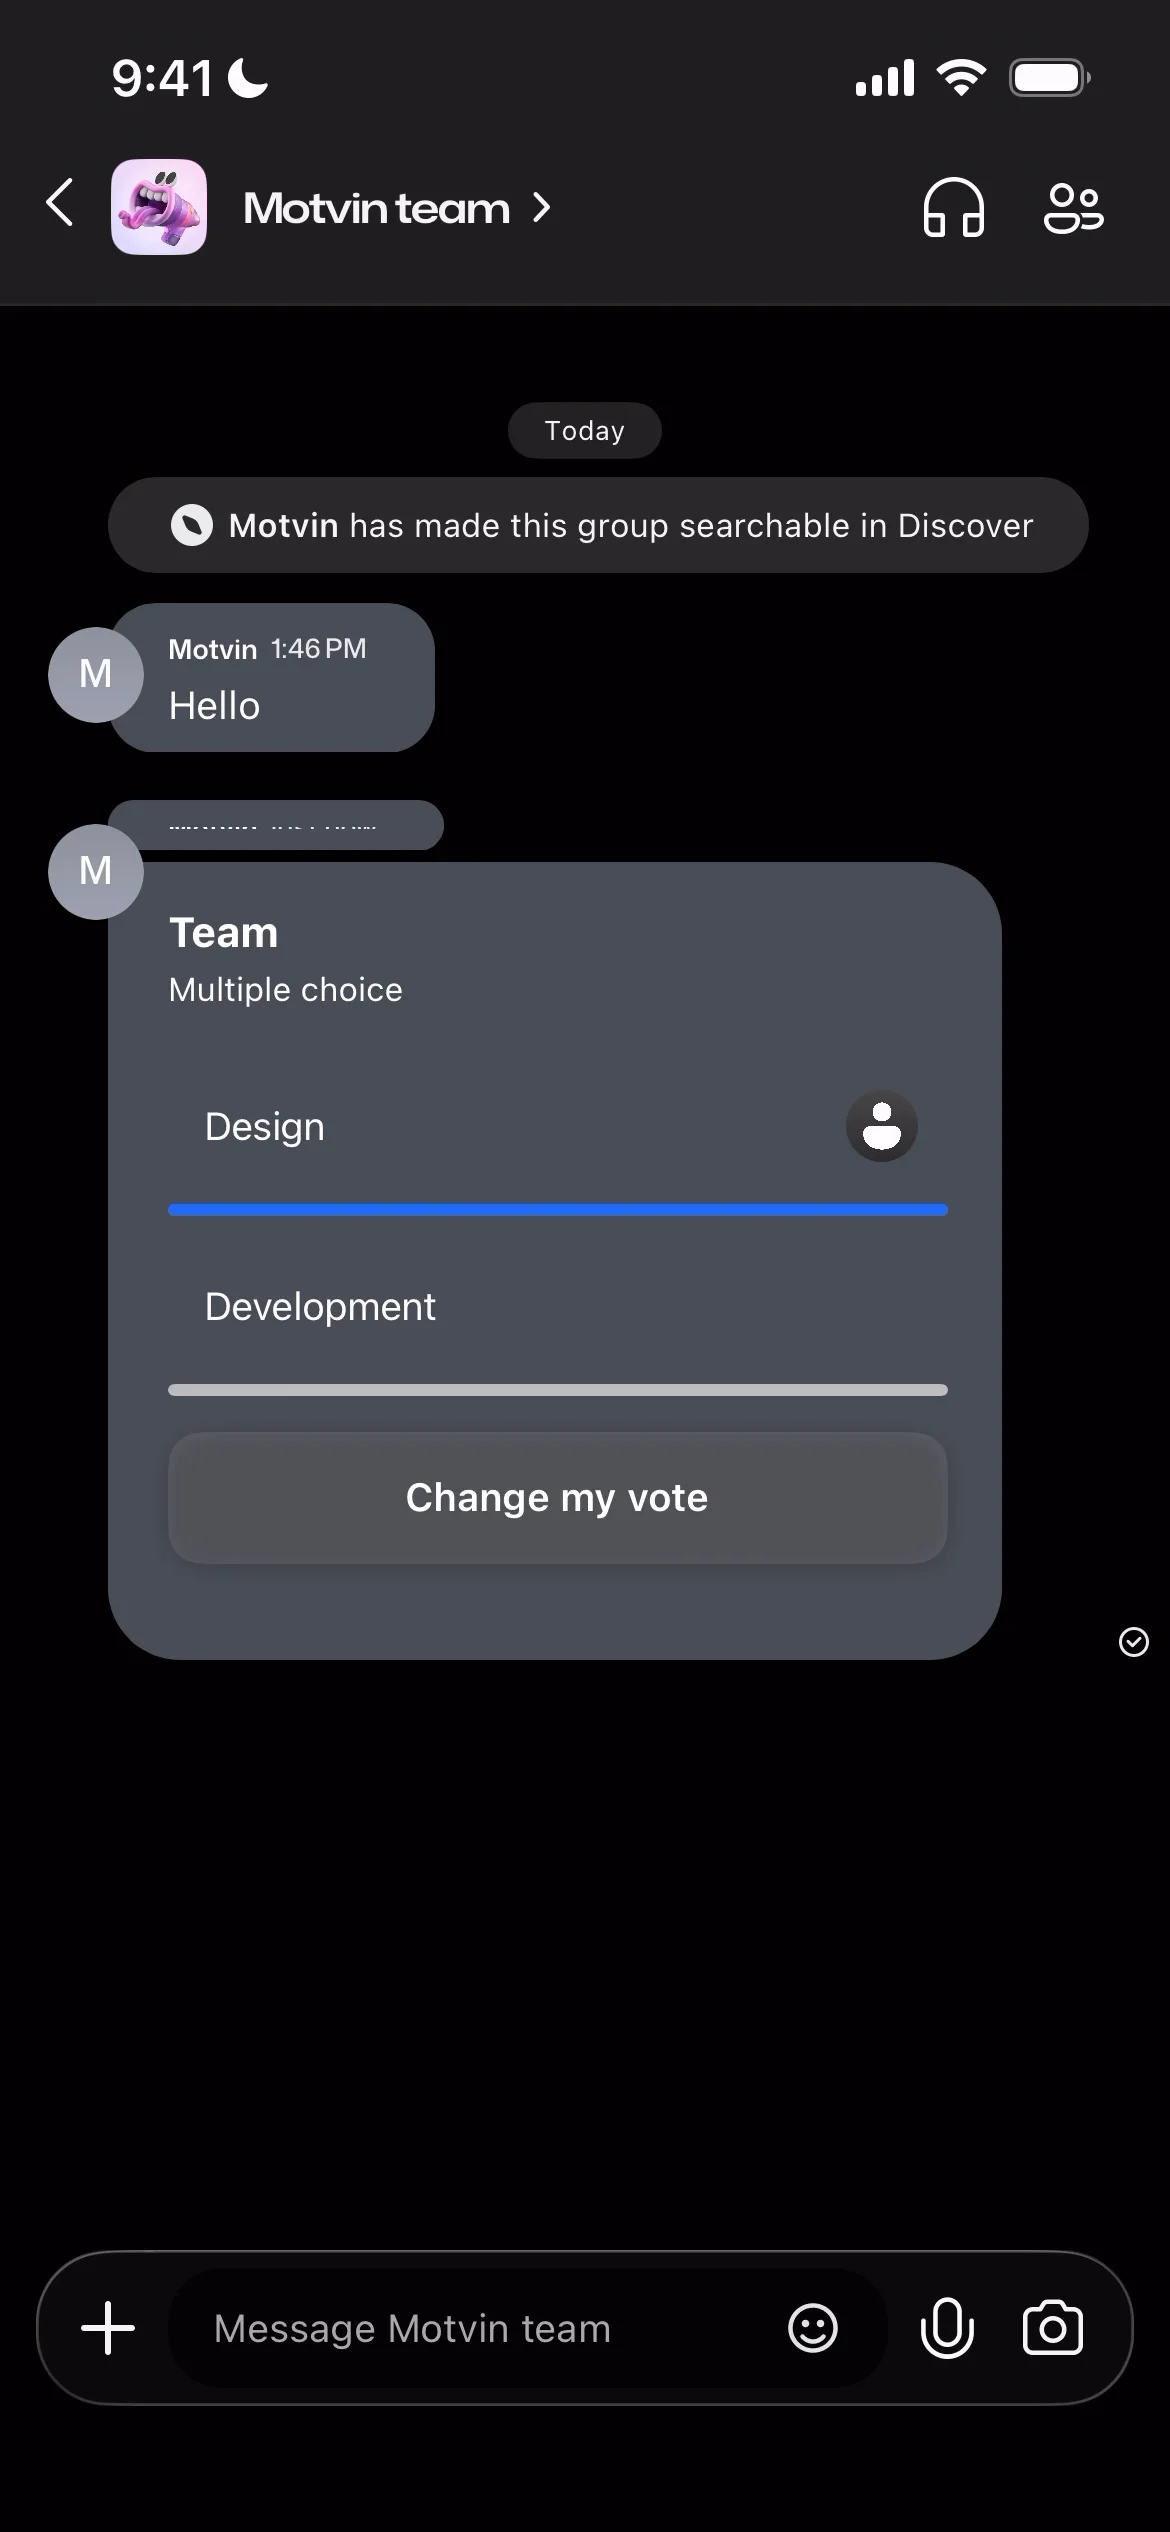 9:41
Motvin team
Today
Motvin has made this group searchable in Discover
Motvin 1:46 PM
M
Hello
M
Team
Multiple choice
Design
Development
Change my vote
Message Motvin team